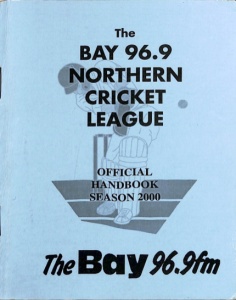 The
BAY 96.9
NORTHERN
CRICKET
LEAGUE
OFFICIAL
HANDBOOK
SEASON 2000
The Bay 96.9fm